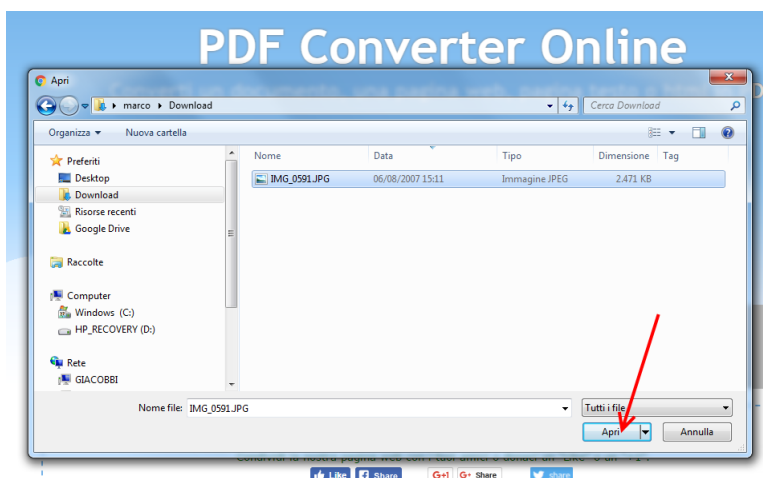 PDF Converter Online
Apri
marco Download
Cerca Download
Organizza Nuova cartella
Nome Data Tipo Dimensione Tag
IMG_0591.JPG 06/08/2007 15:11 Immagine JPEG 2.471 KB
Preferiti
Desktop
Download
Risorse recenti
Google Drive
Raccolte
Computer
Windows (C:)
HP_RECOVERY (D:)
Rete
GIACOBBI
Nome file: IMG_0591.JPG
Tutti i file
Apri Annulla
Like Share G+1 G+ Share share